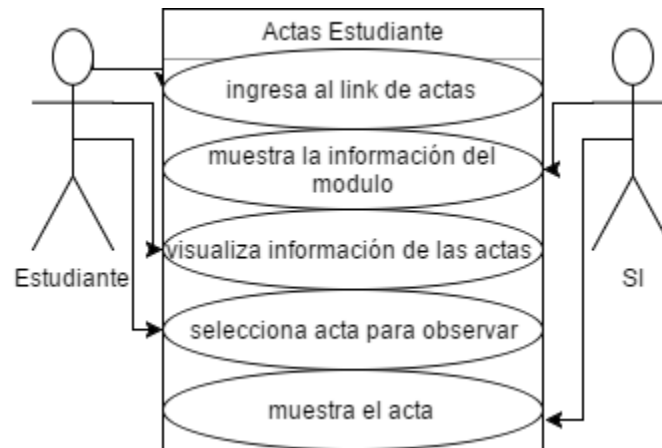 Actas Estudiante
ingresa al link de actas
muestra la información del
modulo
visualiza información de las actas
Estudiante
SI
selecciona acta para observar
muestra el acta